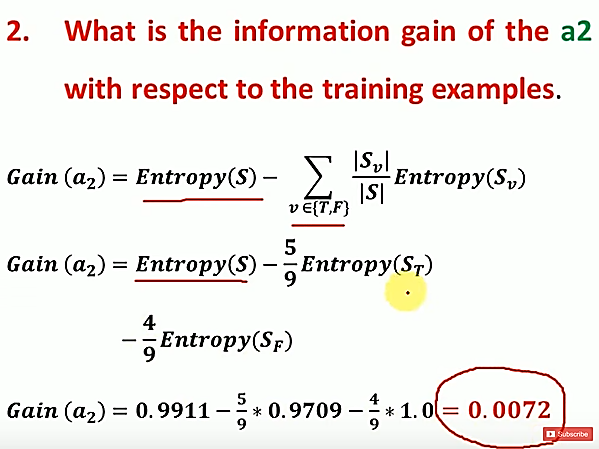 2. What is the information gain of the a2
with respect to the training examples.
Gain (a₂) = Entropy(S) − ∑ v ∈{T,F} |Sᵥ|/|S| Entropy(Sᵥ)
Gain (a₂) = Entropy(S) − 5/9 Entropy(S_T)
− 4/9 Entropy(S_F)
Gain (a₂) = 0.9911 − 5/9 * 0.9709 − 4/9 * 1.0 = 0.0072
Subscribe